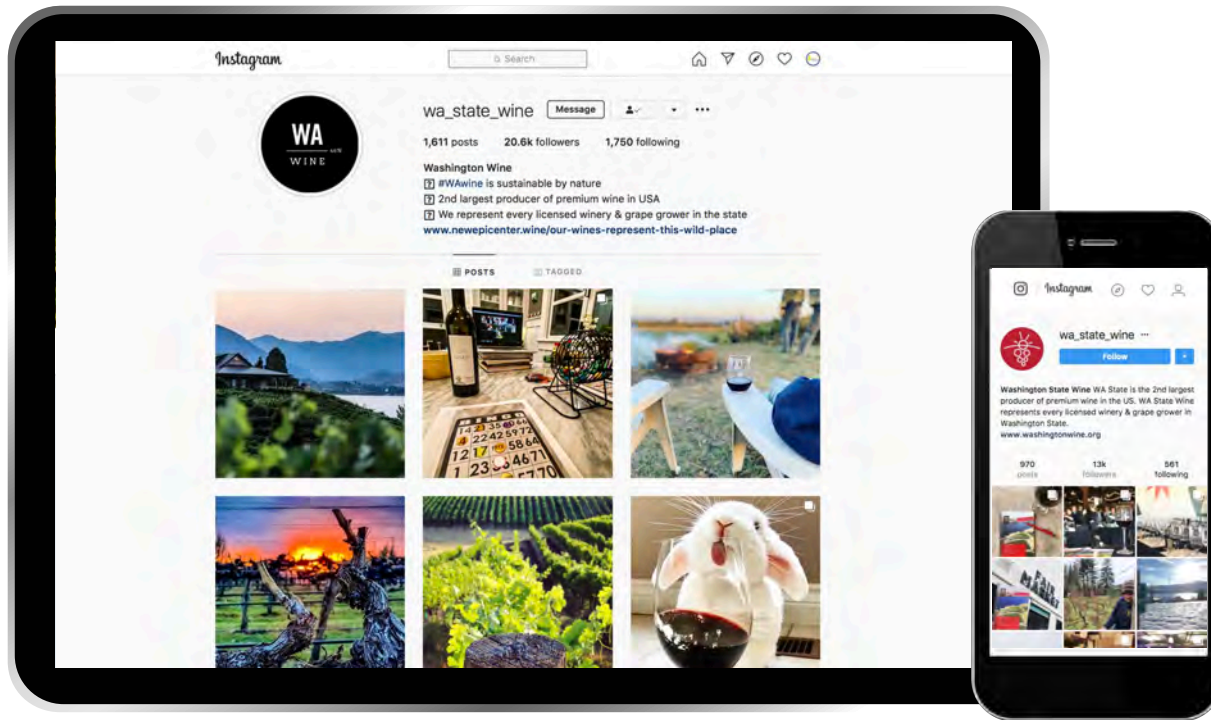 Instagram
Search
WA
WINE
wa_state_wine Message
1,611 posts 20.6k followers 1,750 following
Washington Wine
#WAwine is sustainable by nature
2nd largest producer of premium wine in USA
We represent every licensed winery & grape grower in the state
www.newepicenter.wine/our-wines-represent-this-wild-place
POSTS TAGGED
BINGO
Instagram
wa_state_wine
Follow
Washington State Wine WA State is the 2nd largest
producer of premium wine in the US. WA State Wine
represents every licensed winery & grape grower in
Washington State.
www.washingtonwine.org
970 13k 561
posts followers following